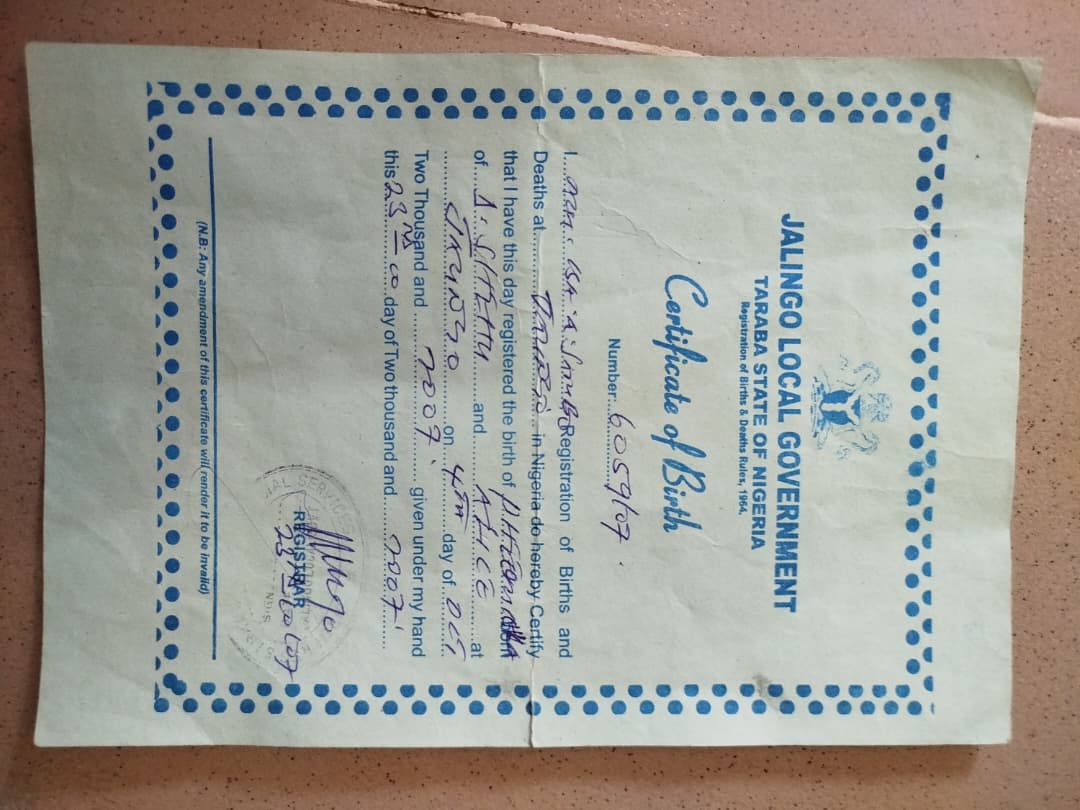 JALINGO LOCAL GOVERNMENT
TARABA STATE OF NIGERIA
Registration of Births & Deaths Rules, 1964.
Certificate of Birth
Number...6059/07
I... Registration of Births and
Deaths at... in Nigeria do hereby Certify
that I have this day registered the birth of
of...A. SHEHU...and...ALICE...at
...JALINGO...on 4TH...day of...
Two Thousand and...2007...given under my hand
this 23RD...day of Two thousand and...2007...
REGISTRAR
(N.B: Any amendment of this certificate will render it to be invalid)